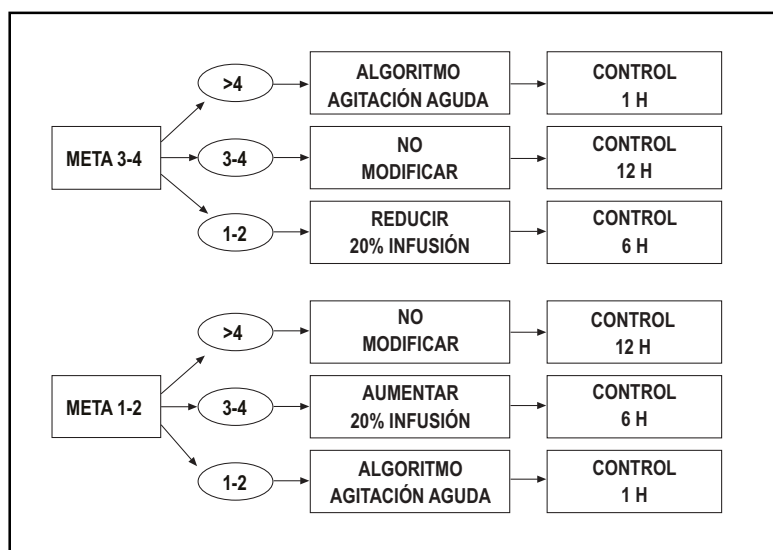 META 3-4
>4
ALGORITMO
AGITACIÓN AGUDA
CONTROL
1 H
3-4
NO
MODIFICAR
CONTROL
12 H
1-2
REDUCIR
20% INFUSIÓN
CONTROL
6 H
META 1-2
>4
NO
MODIFICAR
CONTROL
12 H
3-4
AUMENTAR
20% INFUSIÓN
CONTROL
6 H
1-2
ALGORITMO
AGITACIÓN AGUDA
CONTROL
1 H